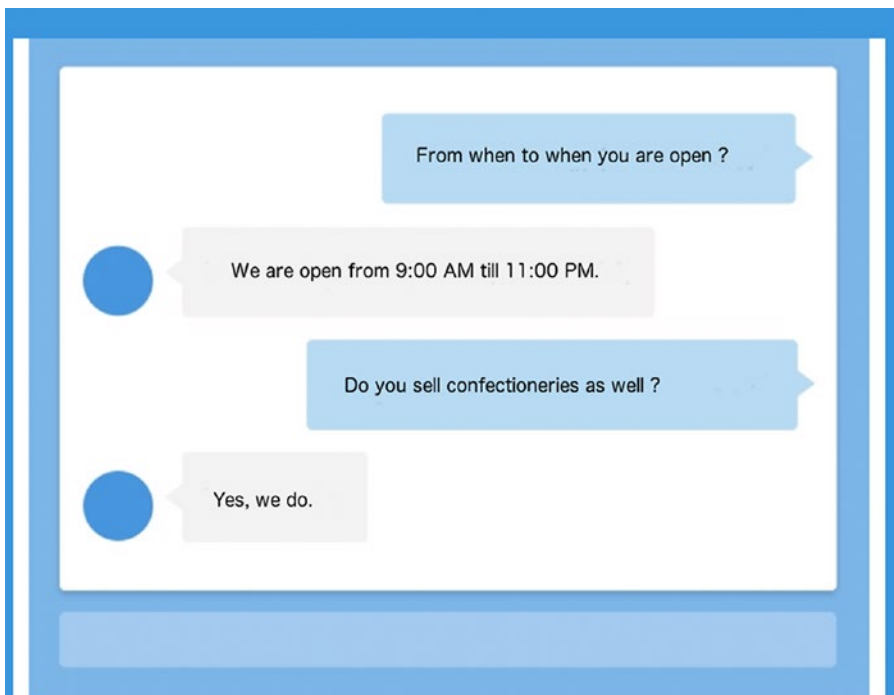 From when to when you are open ?
We are open from 9:00 AM till 11:00 PM.
Do you sell confectioneries as well ?
Yes, we do.